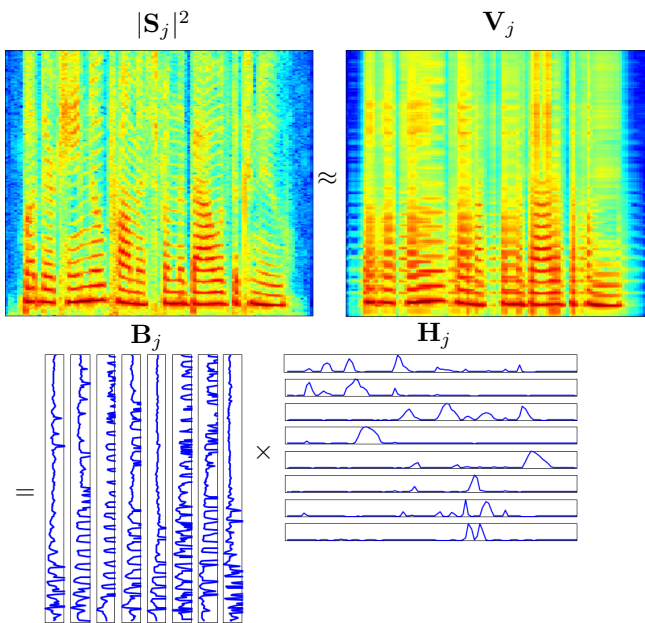 |S_j|^2 V_j
≈
B_j H_j
= ×